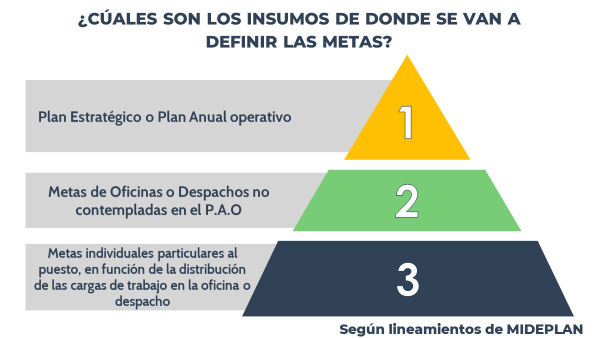 ¿CÚALES SON LOS INSUMOS DE DONDE SE VAN A
DEFINIR LAS METAS?
Plan Estratégico o Plan Anual operativo
1
Metas de Oficinas o Despachos no
contempladas en el P.A.O
2
Metas individuales particulares al
puesto, en función de la distribución
de las cargas de trabajo en la oficina o
despacho
3
Según lineamientos de MIDEPLAN